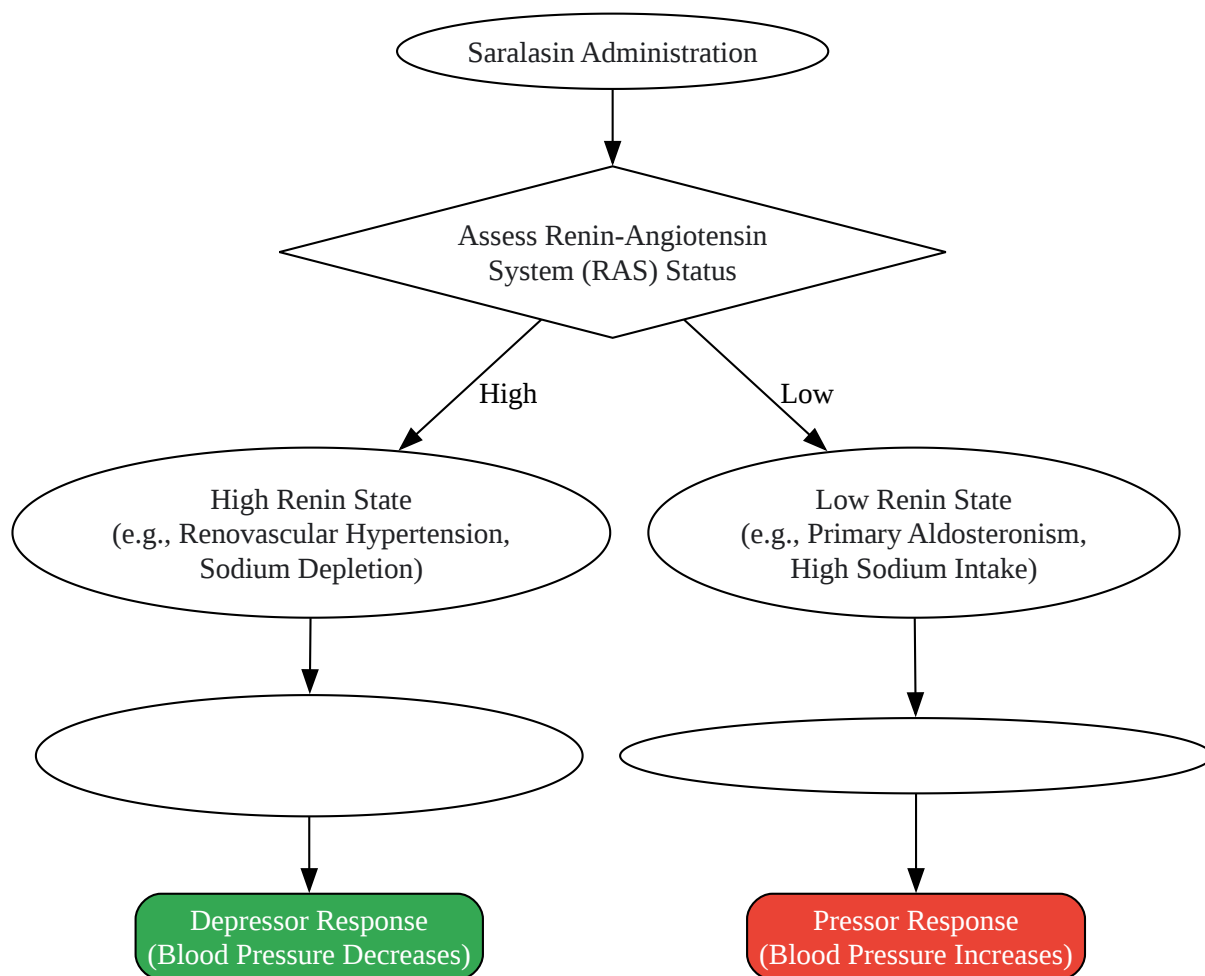 Saralasin Administration
Assess Renin-Angiotensin
System (RAS) Status
High
Low
High Renin State
(e.g., Renovascular Hypertension,
Sodium Depletion)
Low Renin State
(e.g., Primary Aldosteronism,
High Sodium Intake)
Depressor Response
(Blood Pressure Decreases)
Pressor Response
(Blood Pressure Increases)